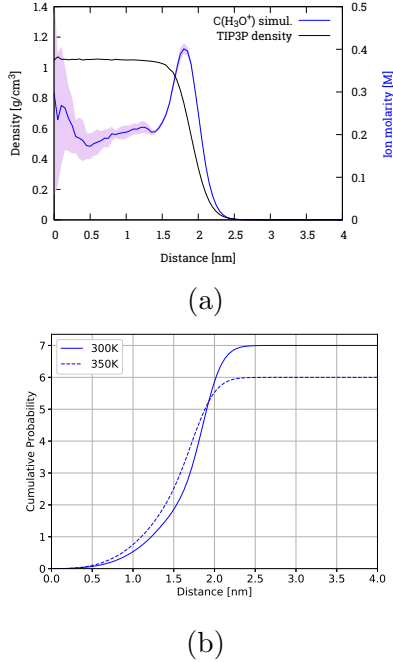 C(H₃O⁺) simul.
TIP3P density
Density [g/cm³]
Ion molarity [M]
1.4
1.2
1
0.8
0.6
0.4
0.2
0
0.5
0.4
0.3
0.2
0.1
0
0 0.5 1 1.5 2 2.5 3 3.5 4
Distance [nm]
(a)
300K
350K
Cumulative Probability
7
6
5
4
3
2
1
0
0.0 0.5 1.0 1.5 2.0 2.5 3.0 3.5 4.0
Distance [nm]
(b)